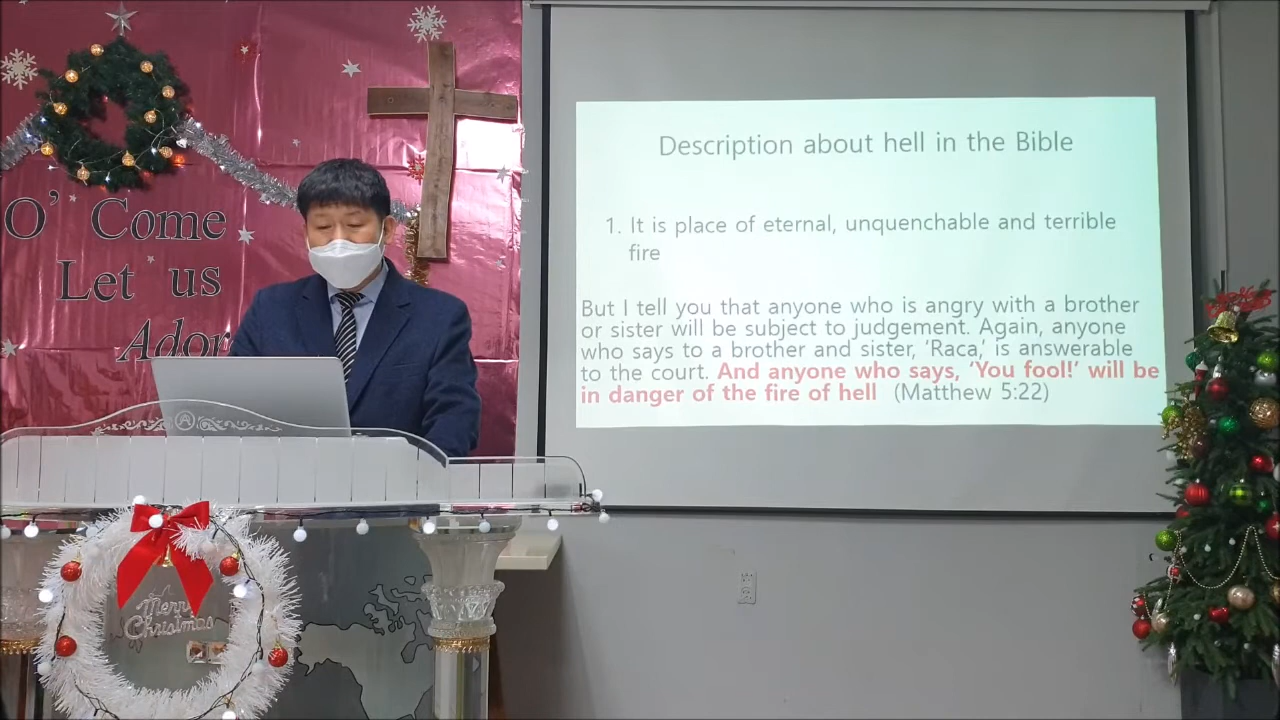 O' Come
Let us
Ador
Description about hell in the Bible
1. It is place of eternal, unquenchable and terrible
fire
But I tell you that anyone who is angry with a brother
or sister will be subject to judgement. Again, anyone
who says to a brother and sister, ‘Raca,’ is answerable
to the court. And anyone who says, ‘You fool!’ will be
in danger of the fire of hell (Matthew 5:22)
Merry
Christmas